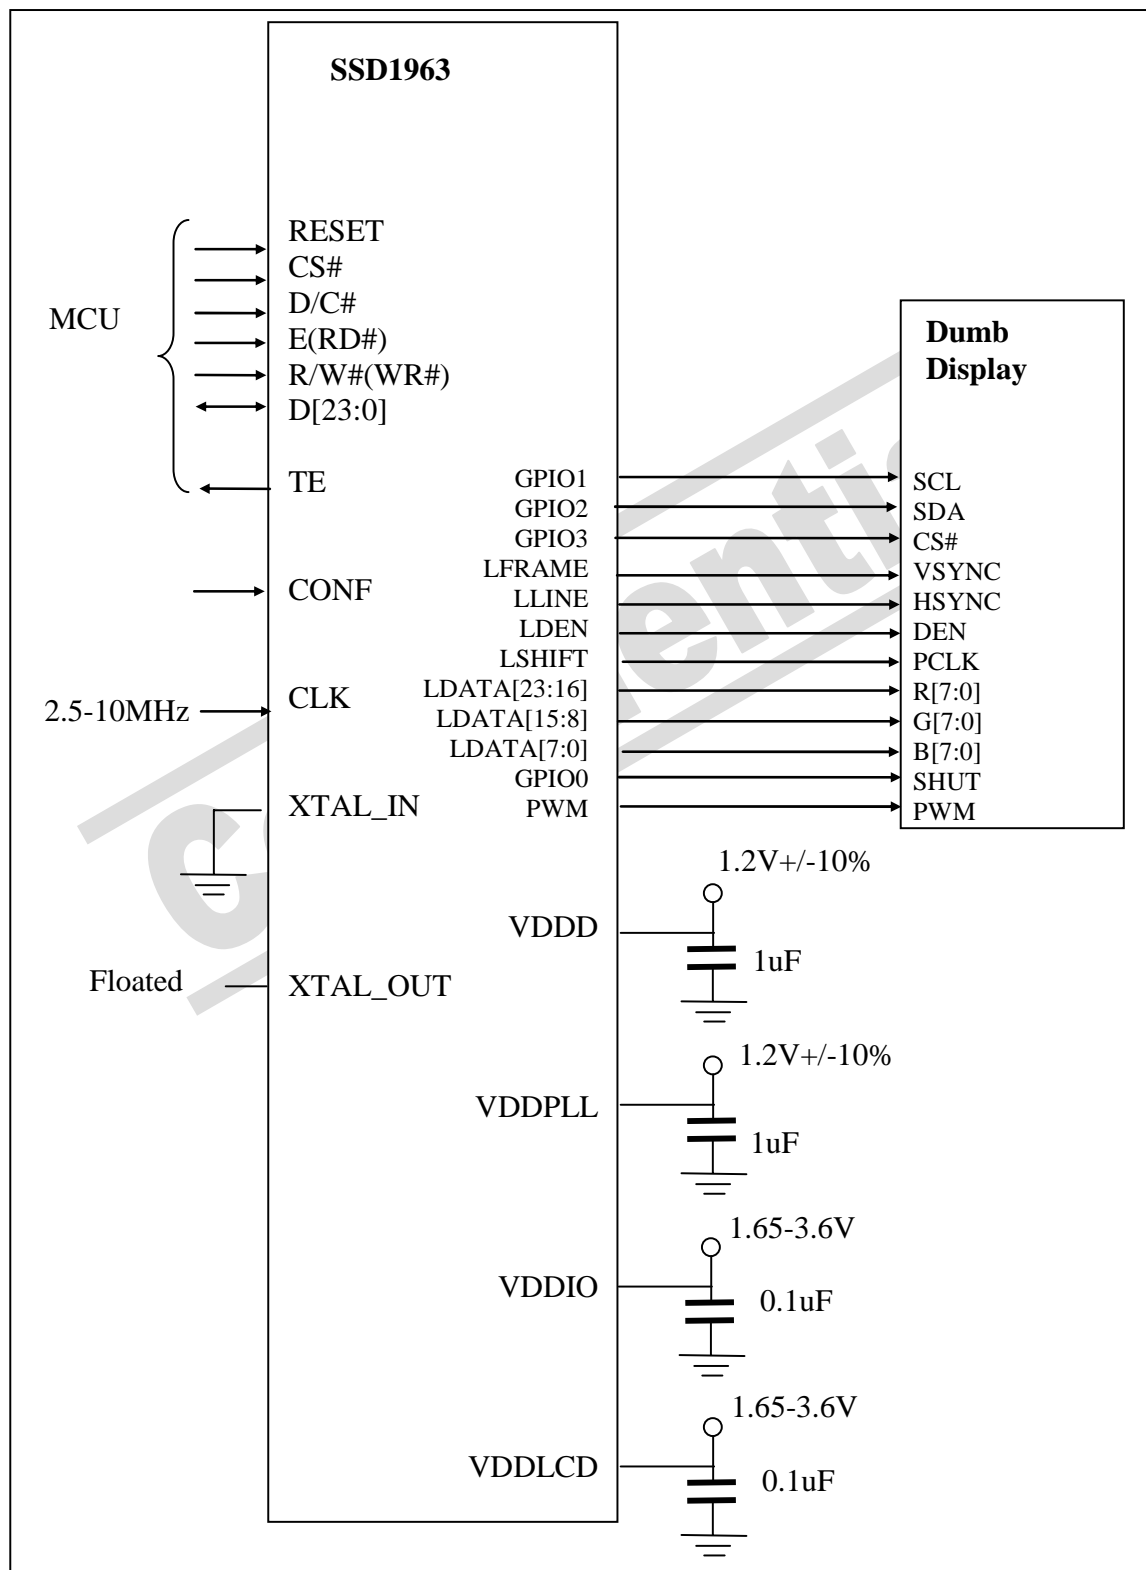 SSD1963
MCU
RESET
CS#
D/C#
E(RD#)
R/W#(WR#)
D[23:0]
TE
CONF
2.5-10MHz
CLK
XTAL_IN
Floated
XTAL_OUT
GPIO1
GPIO2
GPIO3
LFRAME
LLINE
LDEN
LSHIFT
LDATA[23:16]
LDATA[15:8]
LDATA[7:0]
GPIO0
PWM
Dumb
Display
SCL
SDA
CS#
VSYNC
HSYNC
DEN
PCLK
R[7:0]
G[7:0]
B[7:0]
SHUT
PWM
VDDD
1.2V+/-10%
1uF
VDDPLL
1.2V+/-10%
1uF
VDDIO
1.65-3.6V
0.1uF
VDDLCD
1.65-3.6V
0.1uF